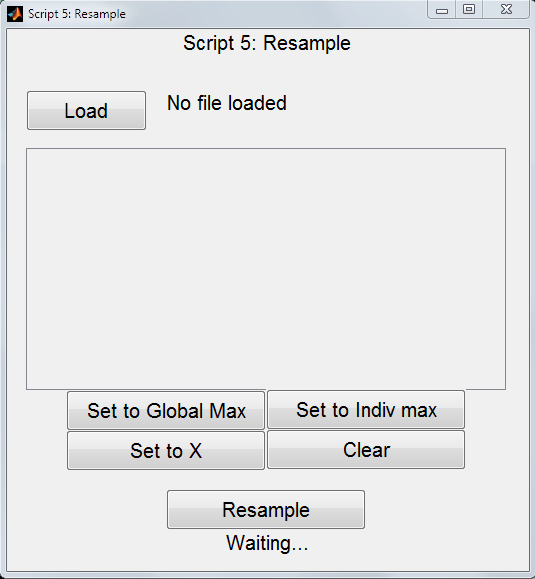 Script 5: Resample
Script 5: Resample
Load
No file loaded
Set to Global Max
Set to Indiv max
Set to X
Clear
Resample
Waiting...